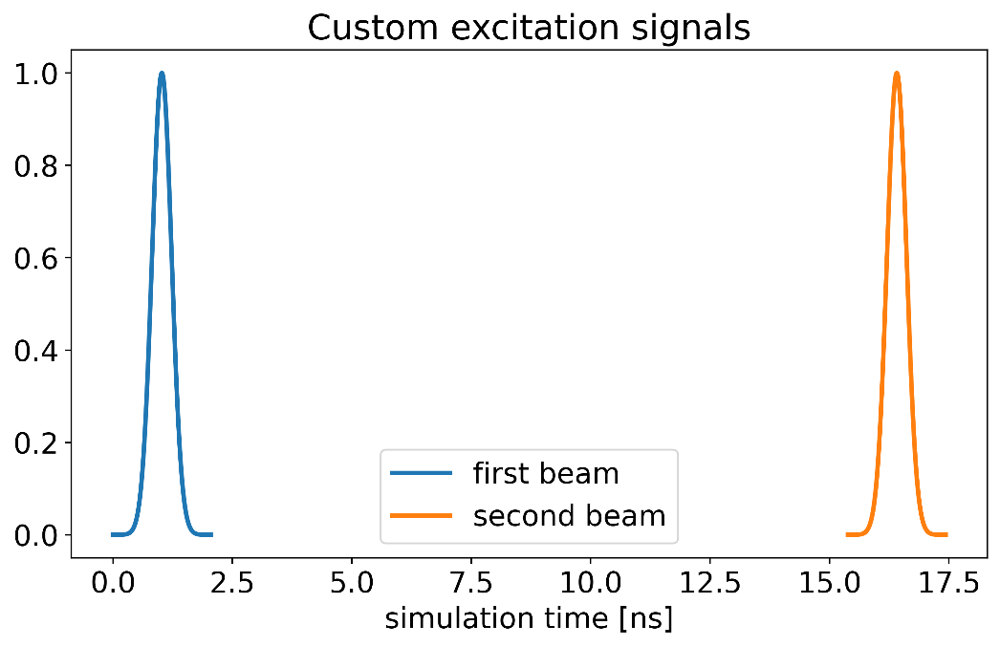 Custom excitation signals
1.0
0.8
0.6
0.4
0.2
0.0
first beam
second beam
0.0 2.5 5.0 7.5 10.0 12.5 15.0 17.5
simulation time [ns]